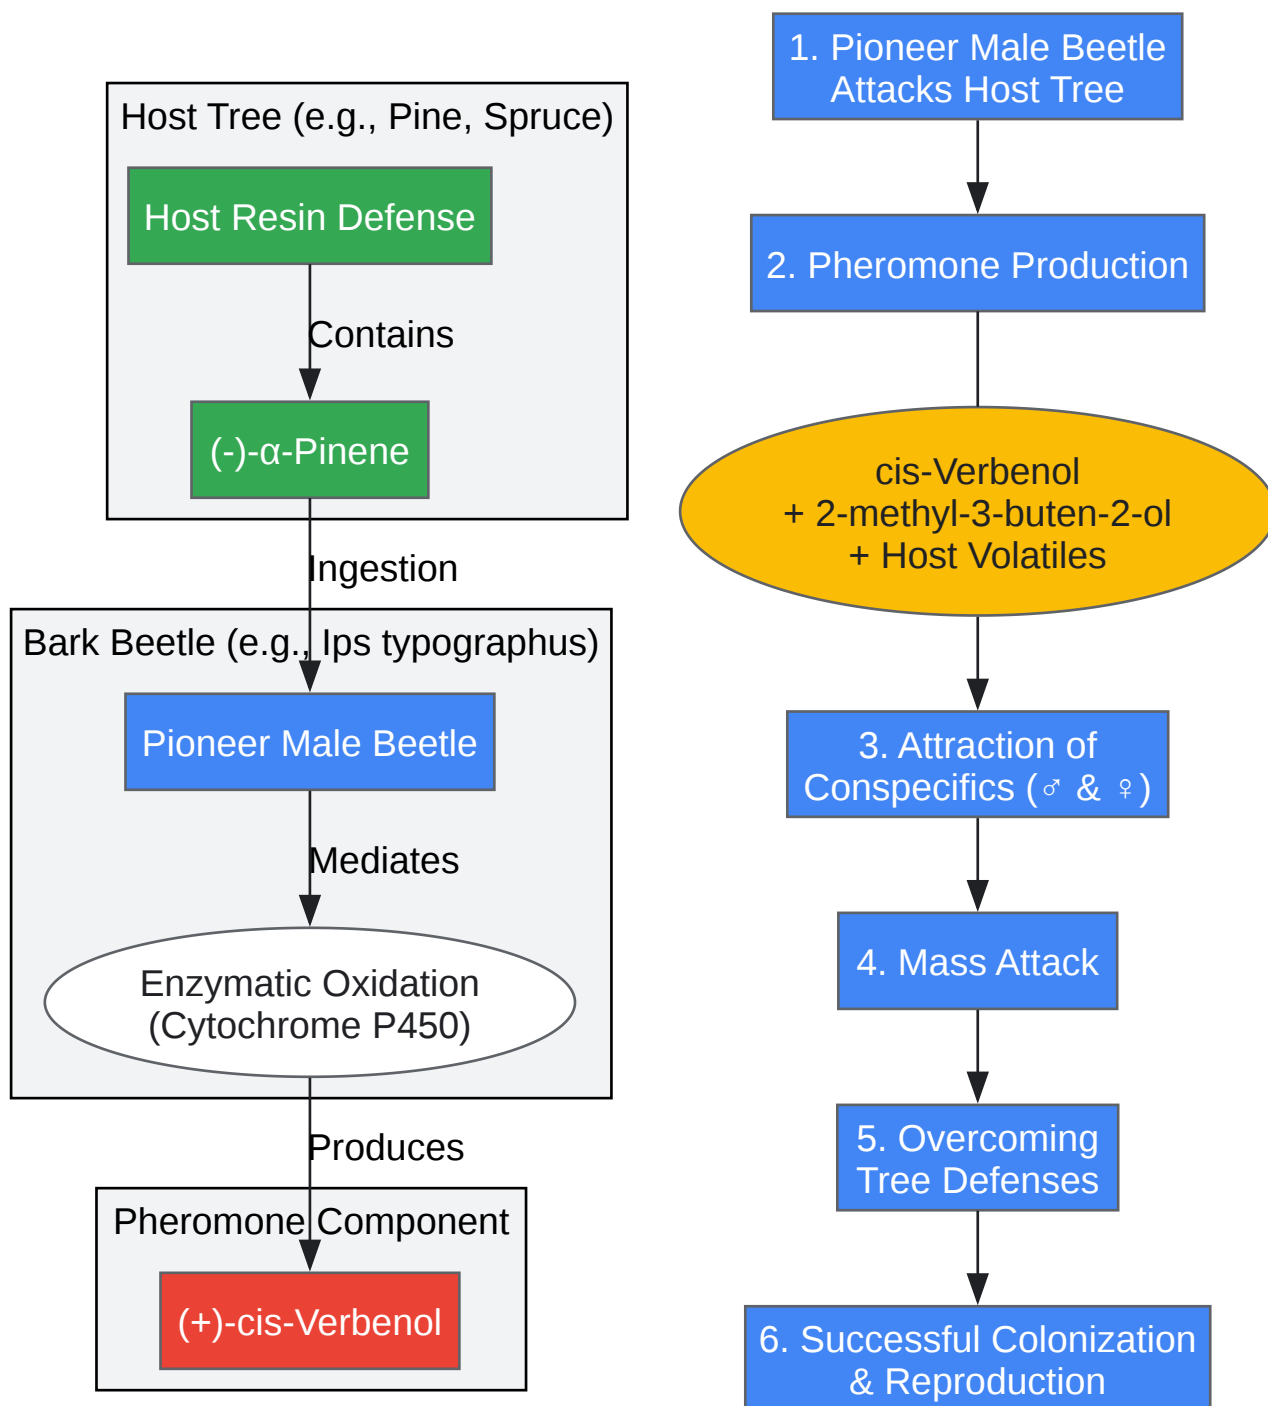 Host Tree (e.g., Pine, Spruce)
Host Resin Defense
Contains
(-)-α-Pinene
Ingestion
Bark Beetle (e.g., Ips typographus)
Pioneer Male Beetle
Mediates
Enzymatic Oxidation
(Cytochrome P450)
Produces
Pheromone Component
(+)-cis-Verbenol
1. Pioneer Male Beetle
Attacks Host Tree
2. Pheromone Production
cis-Verbenol
+ 2-methyl-3-buten-2-ol
+ Host Volatiles
3. Attraction of
Conspecifics (♂ & ♀)
4. Mass Attack
5. Overcoming
Tree Defenses
6. Successful Colonization
& Reproduction